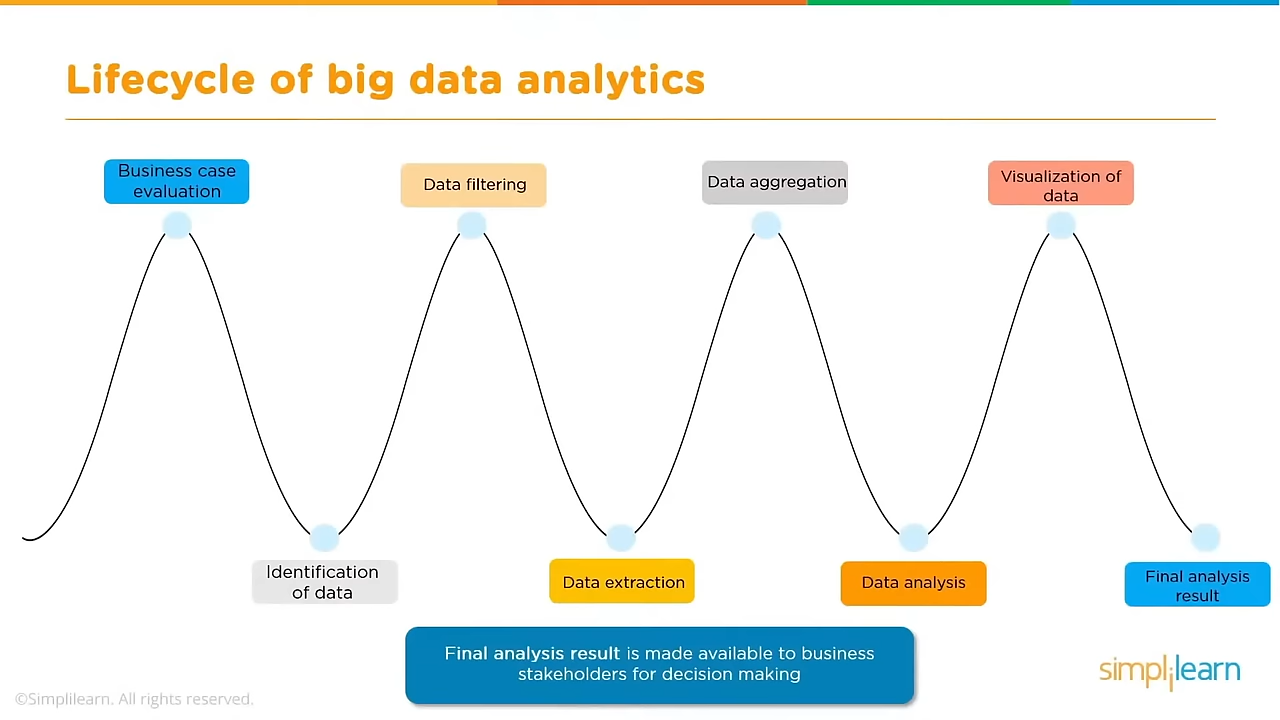 Lifecycle of big data analytics
Business case
evaluation
Data filtering
Data aggregation
Visualization of
data
Identification
of data
Data extraction
Data analysis
Final analysis
result
Final analysis result is made available to business
stakeholders for decision making
simplilearn
©Simplilearn. All rights reserved.